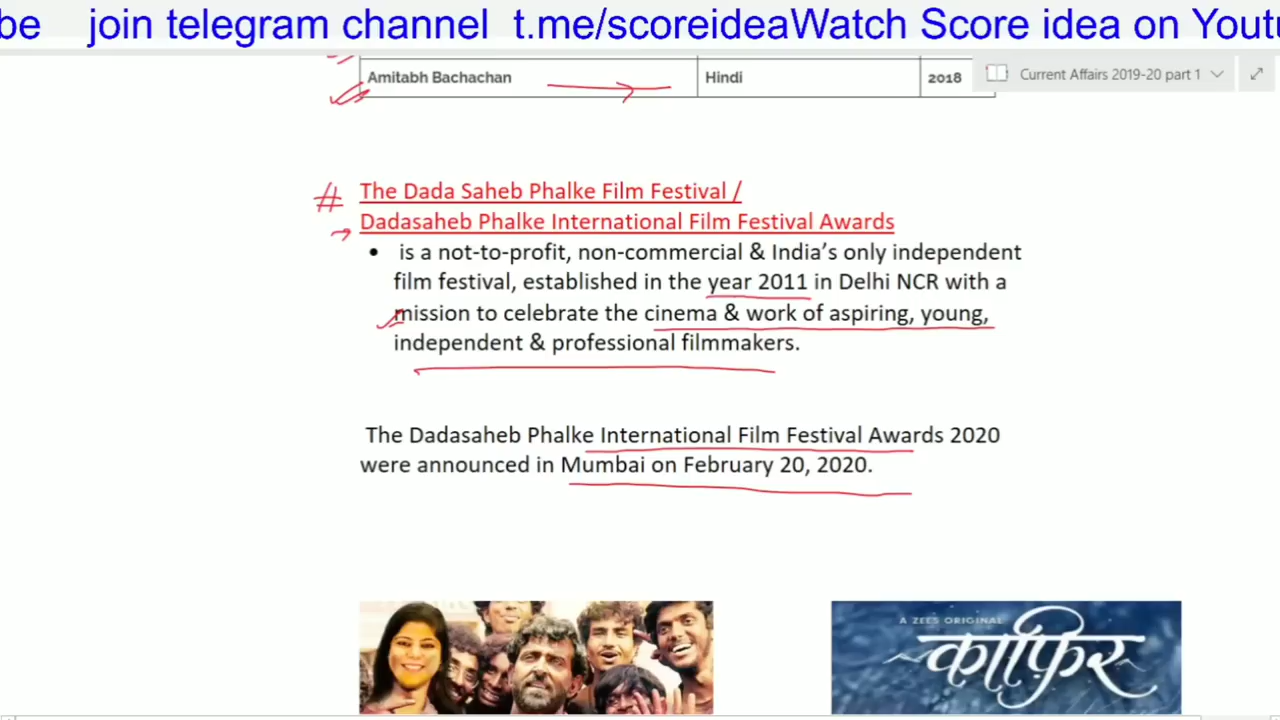 be join telegram channel t.me/scoreideaWatch Score idea on Youtu
Amitabh Bachachan Hindi 2018
Current Affairs 2019-20 part 1
# The Dada Saheb Phalke Film Festival /
Dadasaheb Phalke International Film Festival Awards
• is a not-to-profit, non-commercial & India's only independent
film festival, established in the year 2011 in Delhi NCR with a
mission to celebrate the cinema & work of aspiring, young,
independent & professional filmmakers.
The Dadasaheb Phalke International Film Festival Awards 2020
were announced in Mumbai on February 20, 2020.
A ZEE5 ORIGINAL
काफ़िर